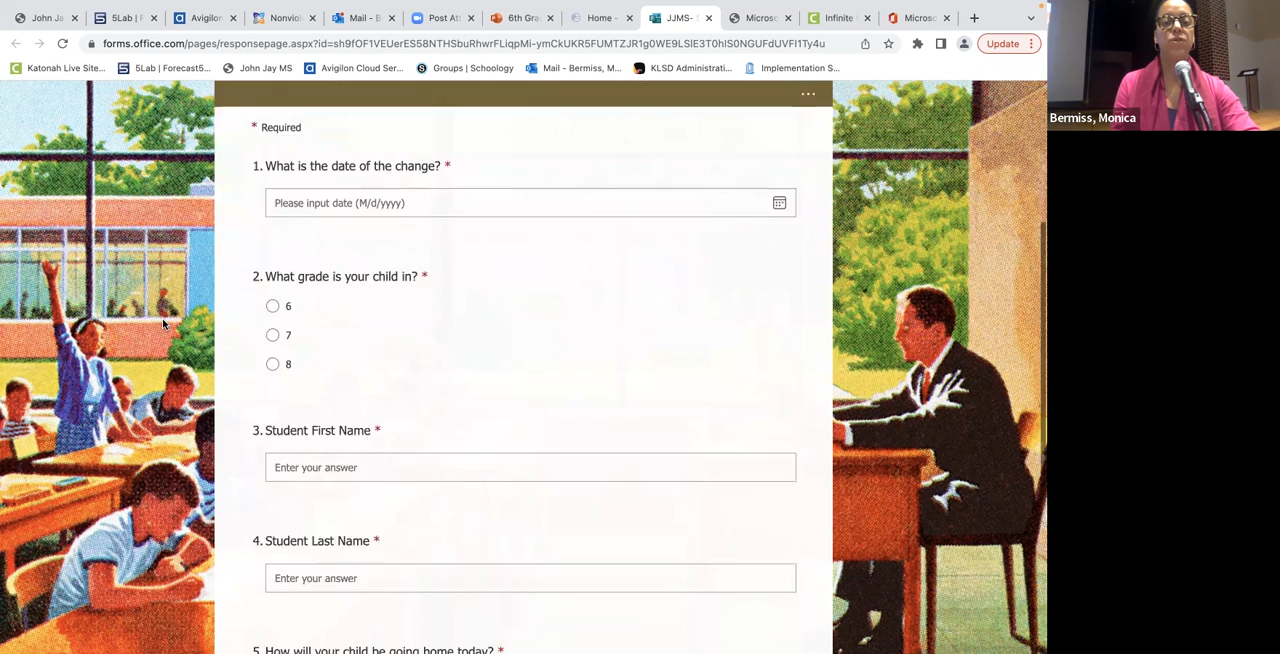 John Ja
5Lab | F
Avigilon
Nonviol
Mail - B
Post Att
6th Gra
Home -
JJMS-
Microso
Infinite
Microso
forms.office.com/pages/responsepage.aspx?id=sh9fOF1VEUerES58NTHSbuRhwrFLiqpMi-ymCkUKR5FUMTZJR1g0WE9LSlE3T0hIS0NGUFdUVFI1Ty4u
Update
Katonah Live Site...
5Lab | Forecast5...
John Jay MS
Avigilon Cloud Ser...
Groups | Schoology
Mail - Bermiss, M...
KLSD Administrati...
Implementation S...
Bermiss, Monica
* Required
1. What is the date of the change? *
Please input date (M/d/yyyy)
2. What grade is your child in? *
6
7
8
3. Student First Name *
Enter your answer
4. Student Last Name *
Enter your answer
5. How will your child be going home today? *